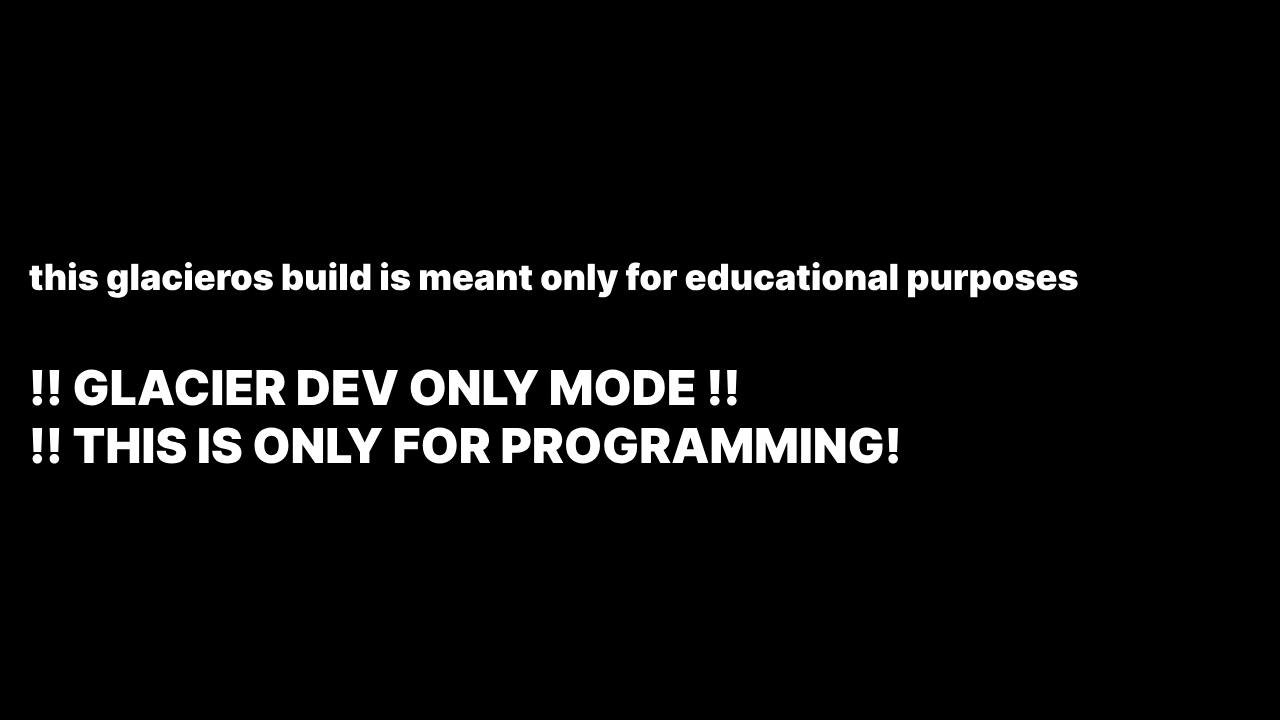 this glacieros build is meant only for educational purposes
!! GLACIER DEV ONLY MODE !!
!! THIS IS ONLY FOR PROGRAMMING!